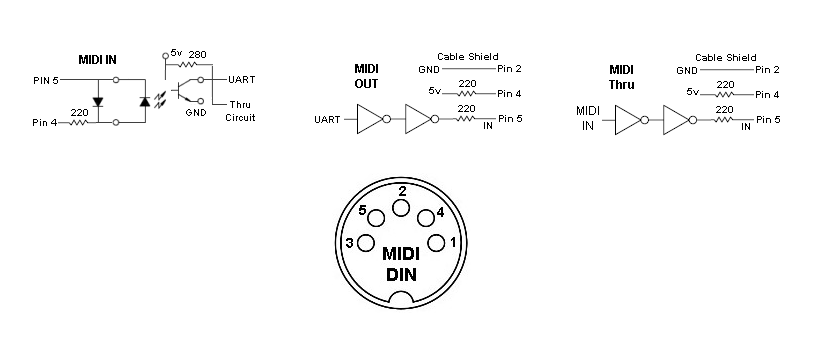 MIDI IN
5v 280
PIN 5
UART
220
Pin 4
GND
Thru
Circuit
MIDI
OUT
Cable Shield
GND Pin 2
220
5v Pin 4
220
UART Pin 5
IN
MIDI
Thru
Cable Shield
GND Pin 2
220
5v Pin 4
220
MIDI
IN
Pin 5
IN
2
5 4
3 1
MIDI
DIN